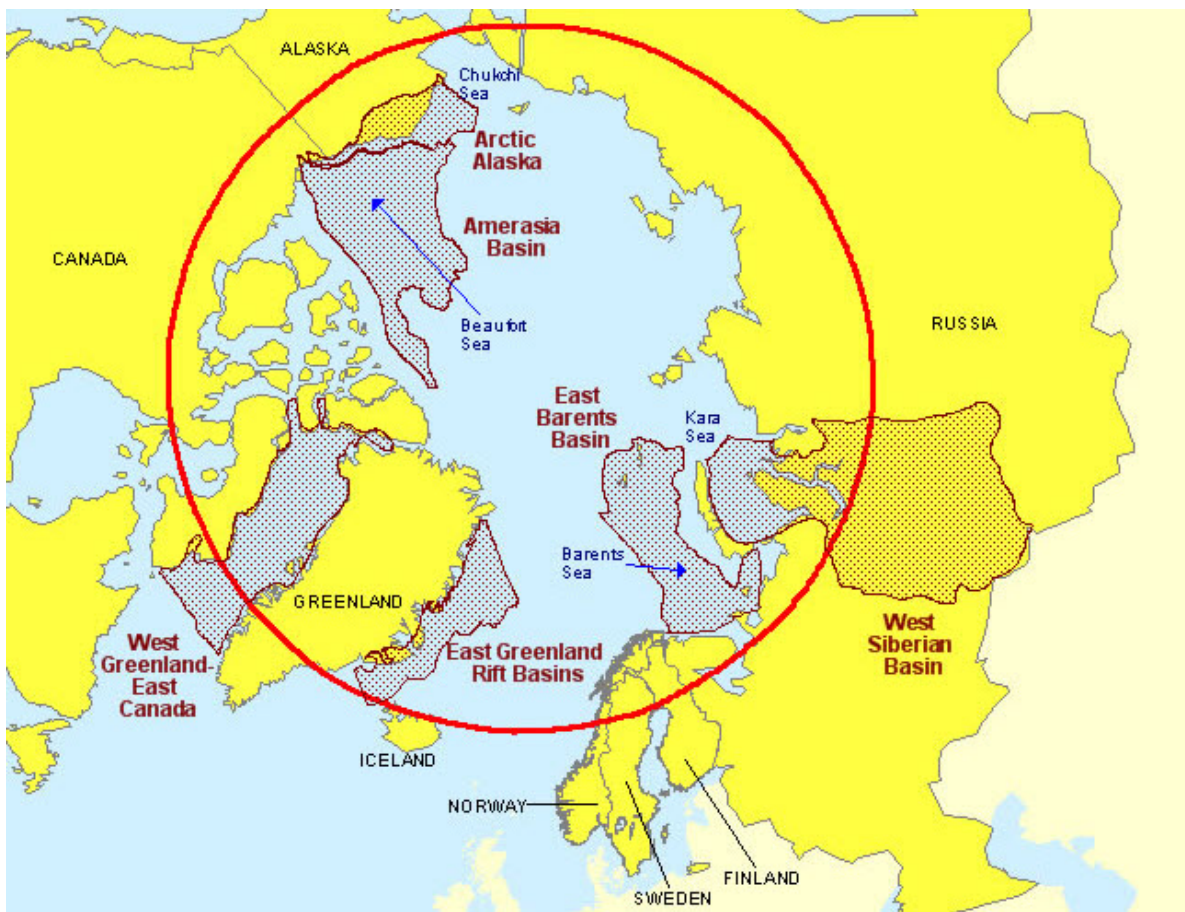 ALASKA
Chukchi
Sea
Arctic
Alaska
Amerasia
Basin
CANADA
Beaufort
Sea
RUSSIA
East
Barents
Basin
Kara
Sea
Barents
Sea
GREENLAND
West
Greenland-
East
Canada
East Greenland
Rift Basins
West
Siberian
Basin
ICELAND
NORWAY
FINLAND
SWEDEN